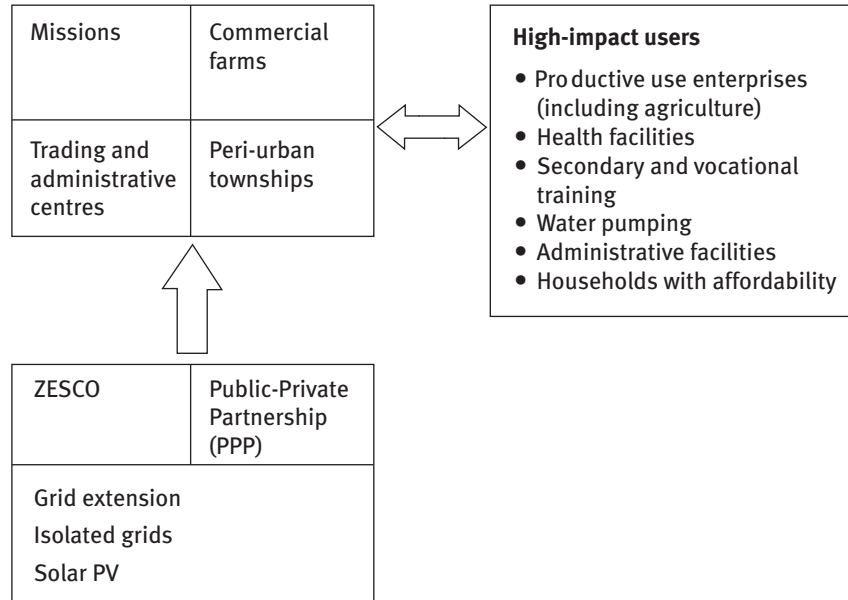 Missions
Commercial
farms
Trading and
administrative
centres
Peri-urban
townships
High-impact users
• Productive use enterprises
(including agriculture)
• Health facilities
• Secondary and vocational
training
• Water pumping
• Administrative facilities
• Households with affordability
ZESCO
Public-Private
Partnership
(PPP)
Grid extension
Isolated grids
Solar PV